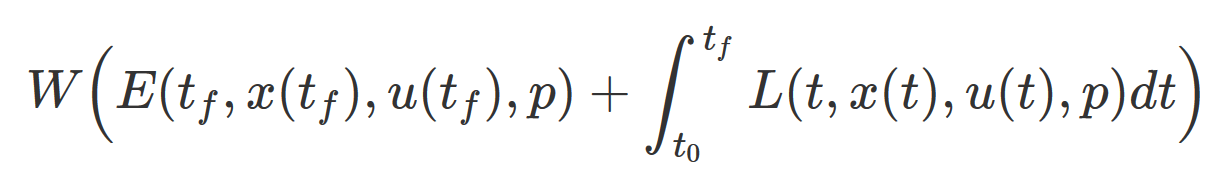 W(E(t_f, x(t_f), u(t_f), p) + ∫_{t_0}^{t_f} L(t, x(t), u(t), p)dt)